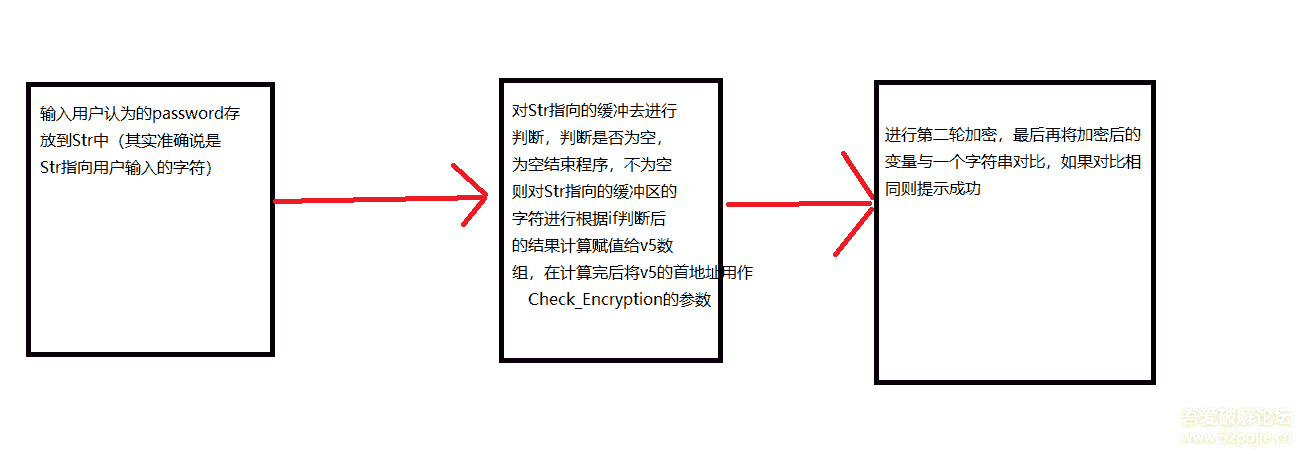 输入用户认为的password存
放到Str中（其实准确说是
Str指向用户输入的字符）
对Str指向的缓冲去进行
判断，判断是否为空，
为空结束程序，不为空
则对Str指向的缓冲区的
字符进行根据if判断后
的结果计算赋值给v5数
组，在计算完后将v5的首地址用作
Check_Encryption的参数
进行第二轮加密，最后再将加密后的
变量与一个字符串对比，如果对比相
同则提示成功
吾爱破解论坛
www.52pojie.cn